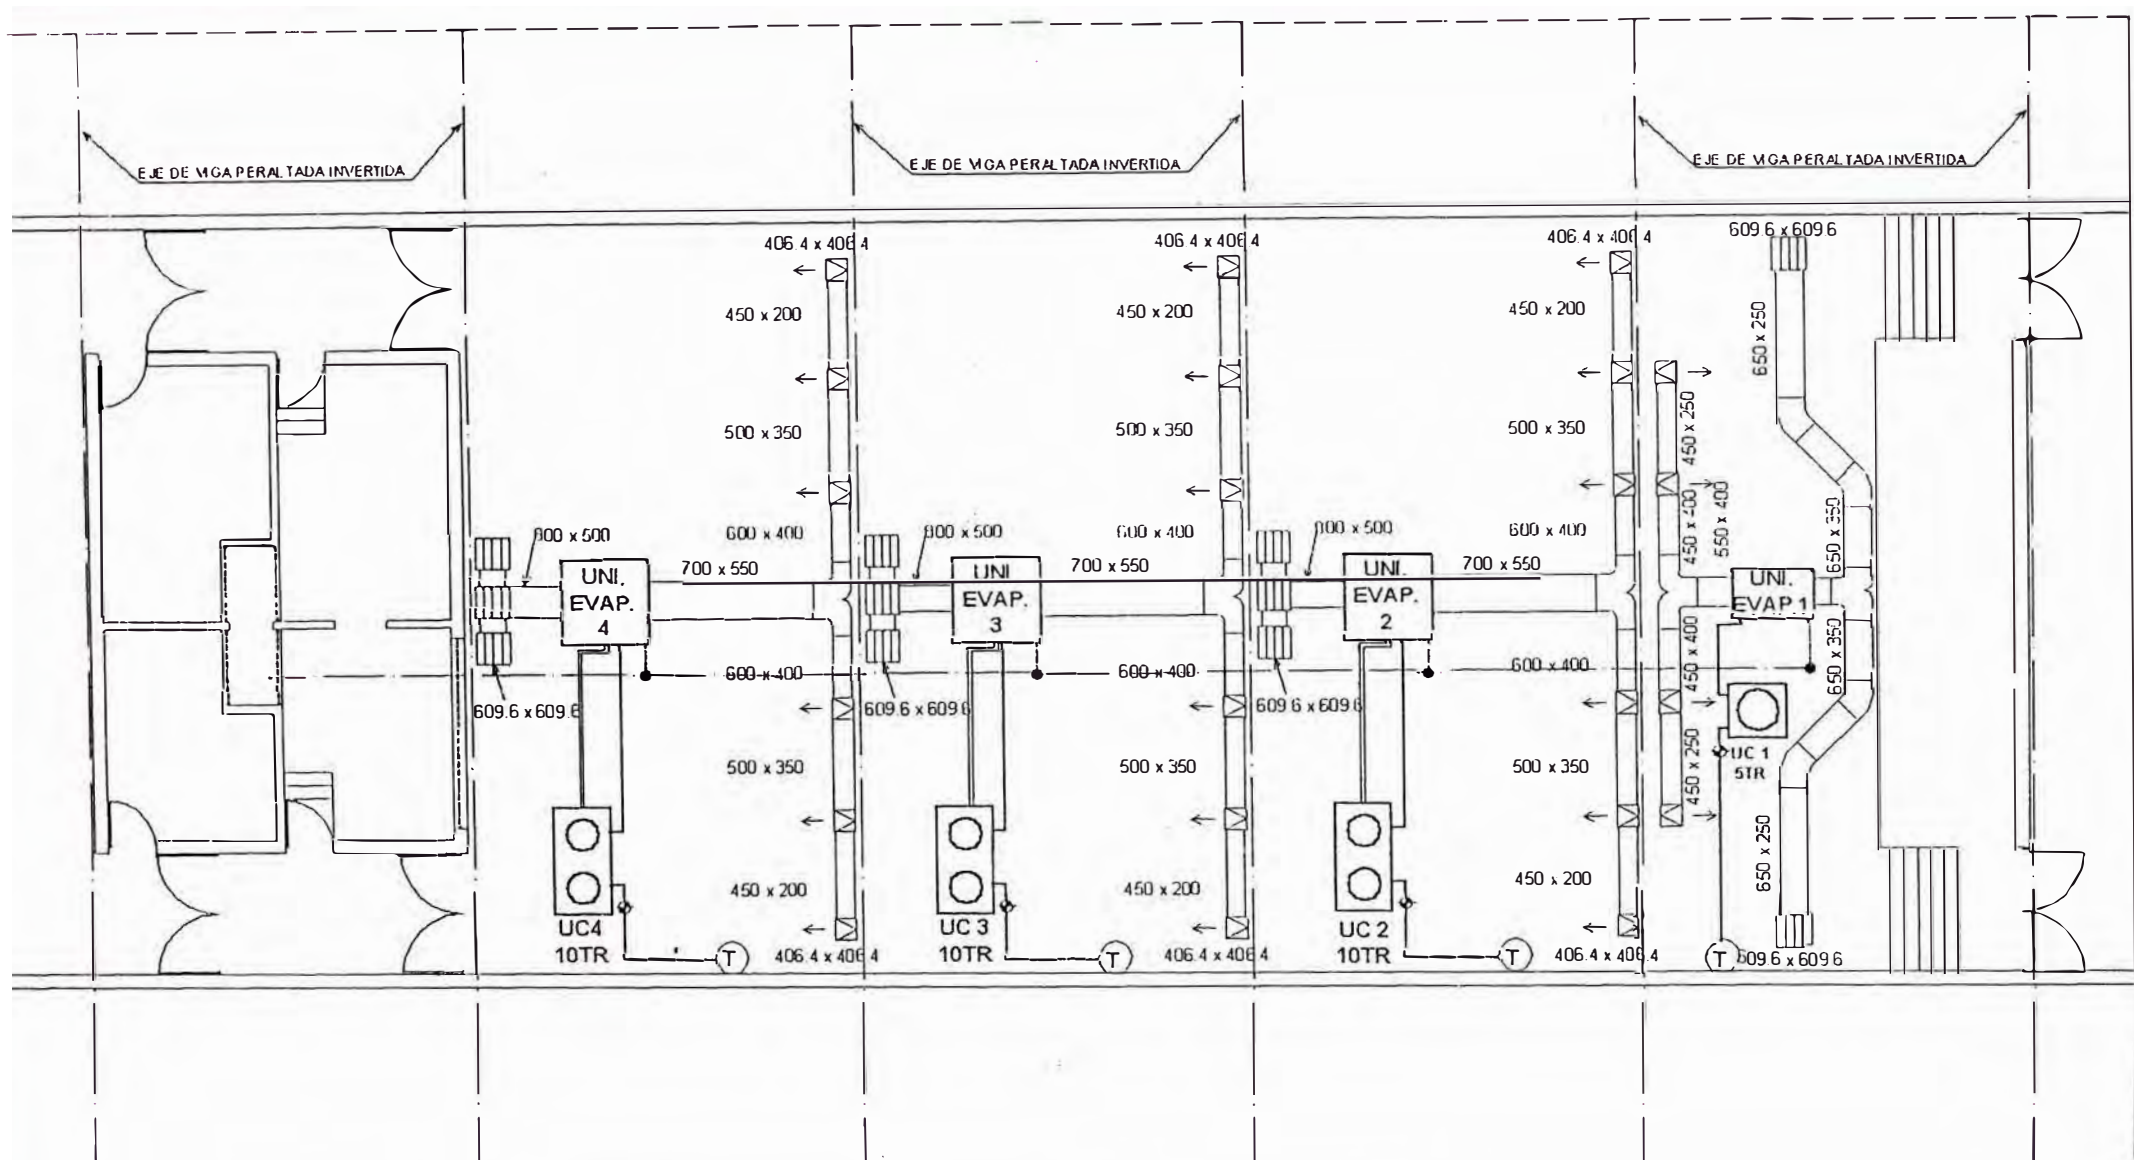 EJE DE VIGA PERALTADA INVERTIDA
EJE DE VIGA PERALTADA INVERTIDA
EJE DE VIGA PERALTADA INVERTIDA
406.4 x 406.4
406.4 x 406.4
406.4 x 406.4
609.6 x 609.6
450 x 200
450 x 200
450 x 200
650 x 250
500 x 350
500 x 350
500 x 350
450 x 250
800 x 500
600 x 400
800 x 500
600 x 400
800 x 500
600 x 400
450 x 400
550 x 400
650 x 350
700 x 550
700 x 550
700 x 550
UNI.
EVAP.
4
UNI
EVAP.
3
UNI.
EVAP.
2
UNI.
EVAP 1
600 x 400
600 x 400
600 x 400
450 x 400
650 x 350
609.6 x 609.6
609.6 x 609.6
609.6 x 609.6
500 x 350
500 x 350
500 x 350
450 x 250
UC 1
5TR
650 x 250
450 x 200
450 x 200
450 x 200
UC4
10TR
T
UC 3
10TR
T
UC 2
10TR
T
T
406.4 x 406.4
406.4 x 406.4
406.4 x 406.4
609.6 x 609.6